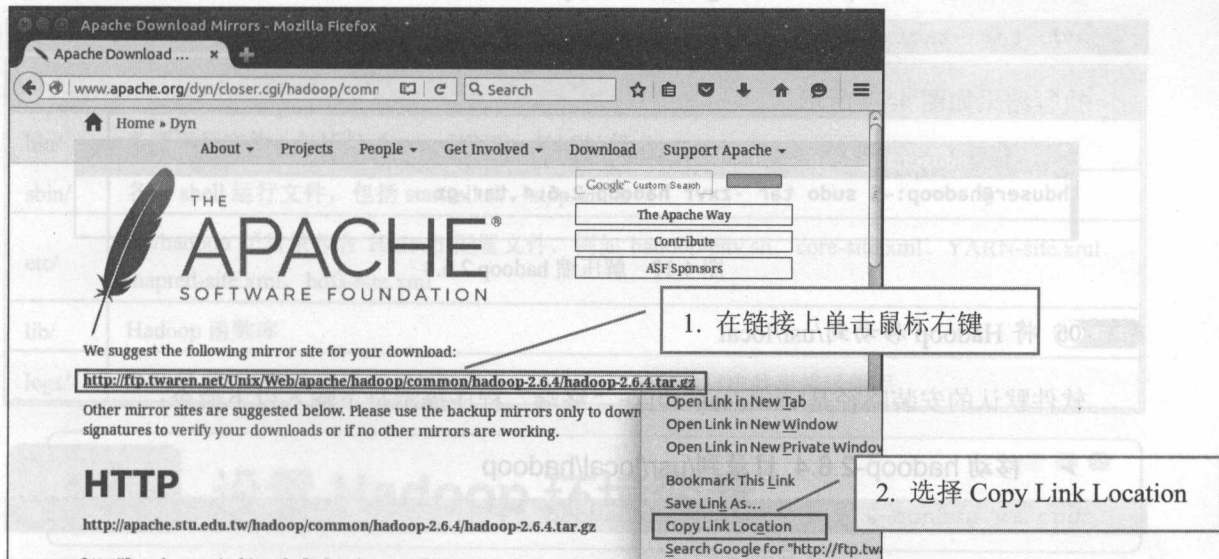 Apache Download Mirrors - Mozilla Firefox
Apache Download ...
www.apache.org/dyn/closer.cgi/hadoop/comm
Search
Home » Dyn
About
Projects
People
Get Involved
Download
Support Apache
Google™ Custom Search
The Apache Way
Contribute
ASF Sponsors
THE
APACHE®
SOFTWARE FOUNDATION
1. 在链接上单击鼠标右键
We suggest the following mirror site for your download:
http://ftp.twaren.net/Unix/Web/apache/hadoop/common/hadoop-2.6.4/hadoop-2.6.4.tar.gz
Other mirror sites are suggested below. Please use the backup mirrors only to down
signatures to verify your downloads or if no other mirrors are working.
Open Link in New Tab
Open Link in New Window
Open Link in New Private Window
Bookmark This Link
Save Link As...
Copy Link Location
Search Google for "http://ftp.twa
2. 选择 Copy Link Location
HTTP
http://apache.stu.edu.tw/hadoop/common/hadoop-2.6.4/hadoop-2.6.4.tar.gz